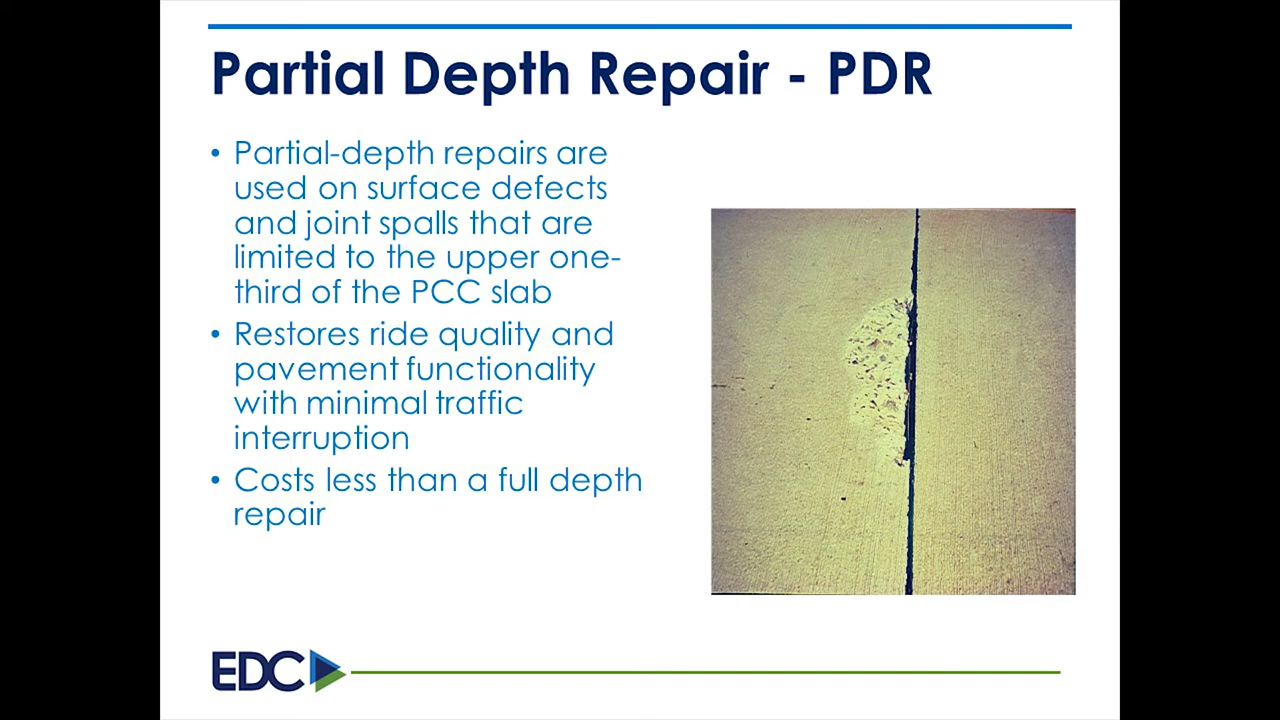 Partial Depth Repair - PDR
• Partial-depth repairs are
used on surface defects
and joint spalls that are
limited to the upper one-
third of the PCC slab
• Restores ride quality and
pavement functionality
with minimal traffic
interruption
• Costs less than a full depth
repair
EDC